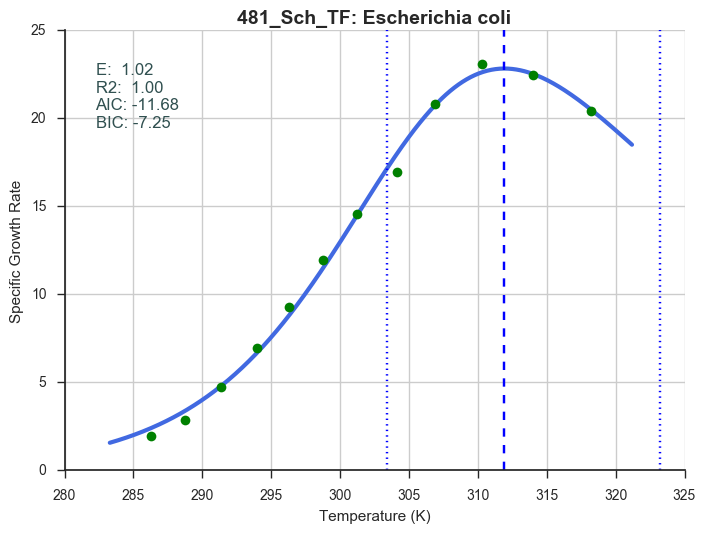 481_Sch_TF: Escherichia coli
E:  1.02
R2:  1.00
AIC: -11.68
BIC: -7.25
Specific Growth Rate
25
20
15
10
5
0
280 285 290 295 300 305 310 315 320 325
Temperature (K)